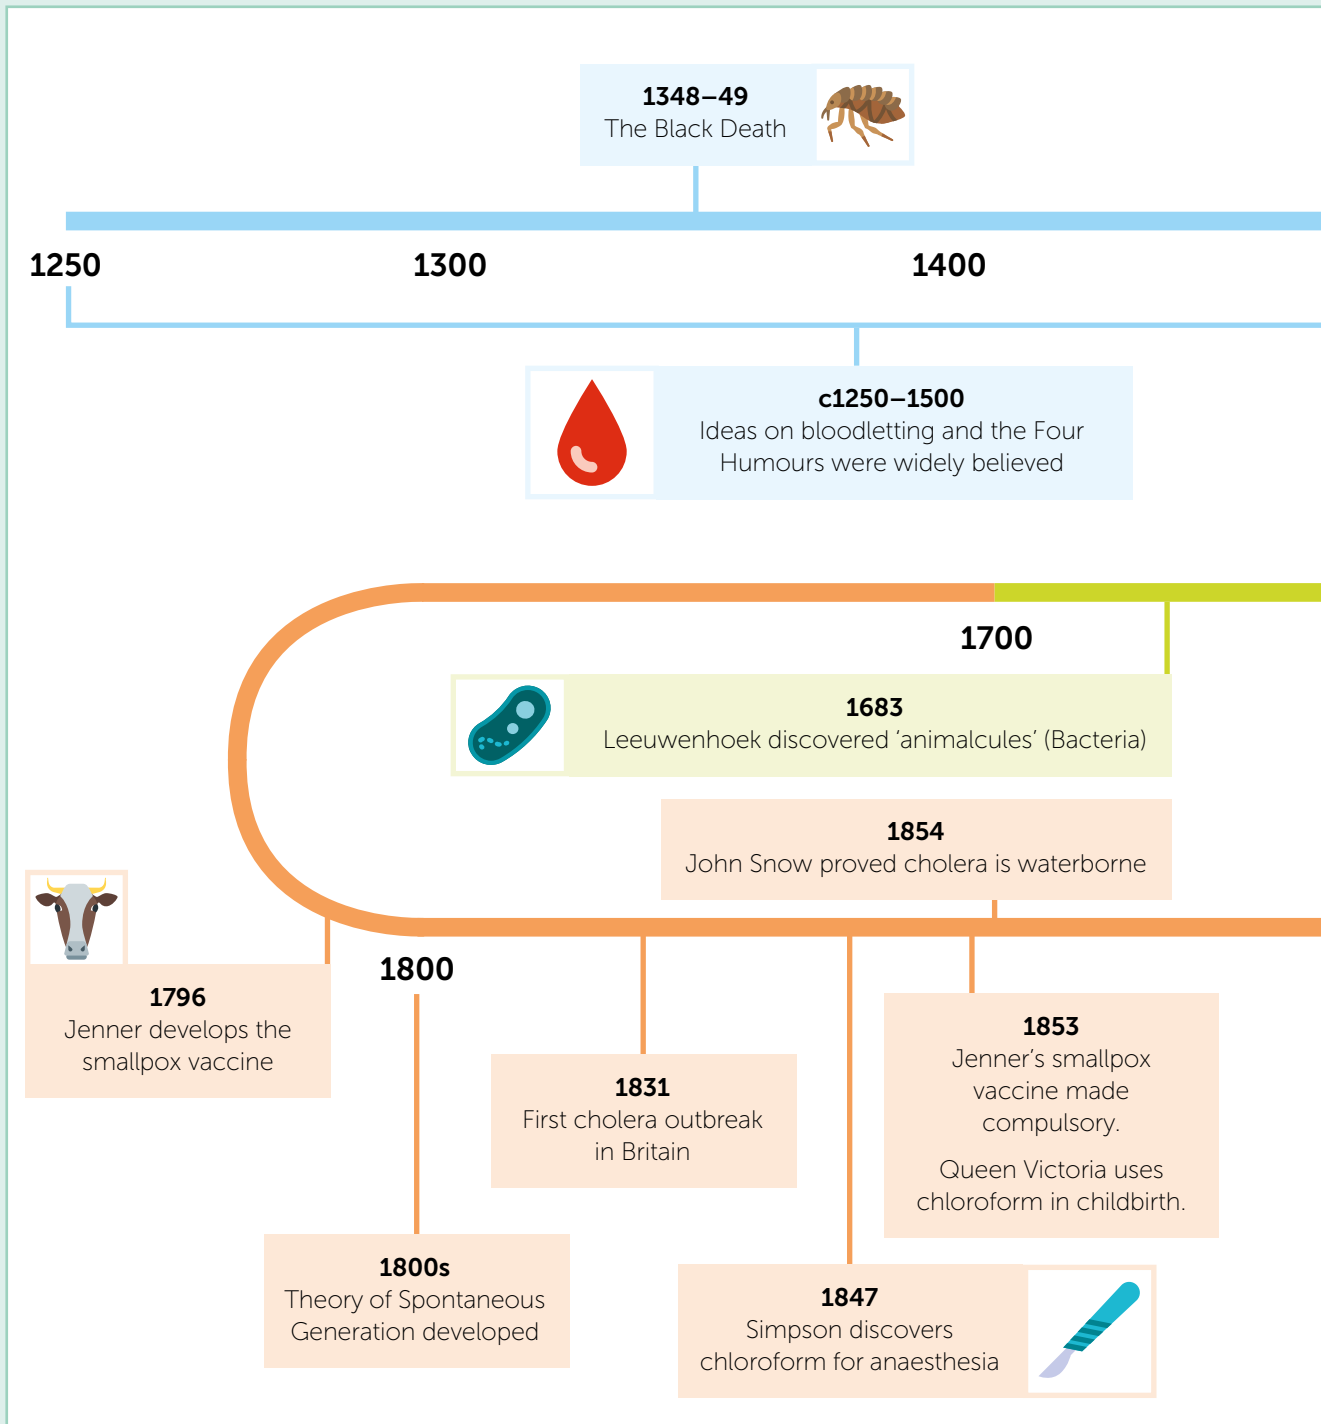 1348–49
The Black Death
1250
1300
1400
c1250–1500
Ideas on bloodletting and the Four
Humours were widely believed
1700
1683
Leeuwenhoek discovered ‘animalcules’ (Bacteria)
1854
John Snow proved cholera is waterborne
1796
Jenner develops the
smallpox vaccine
1800
1831
First cholera outbreak
in Britain
1853
Jenner’s smallpox
vaccine made
compulsory.
Queen Victoria uses
chloroform in childbirth.
1800s
Theory of Spontaneous
Generation developed
1847
Simpson discovers
chloroform for anaesthesia